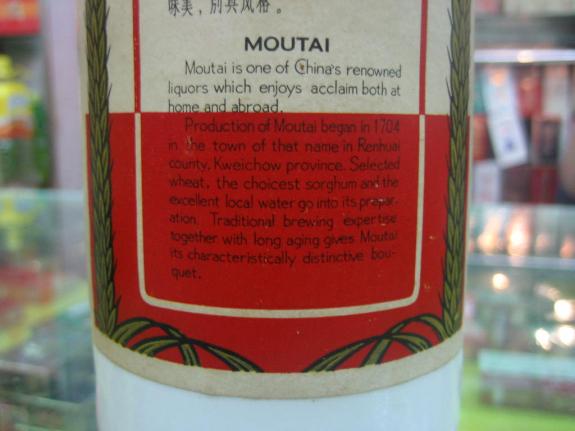 味美，别具风格。
MOUTAI
Moutai is one of China's renowned
liquors which enjoys acclaim both at
home and abroad.
Production of Moutai began in 1704
in the town of that name in Renhuai
county, Kweichow province. Selected
wheat, the choicest sorghum and the
excellent local water go into its prepar-
ation. Traditional brewing expertise
together with long aging gives Moutai
its characteristically distinctive bou-
quet.